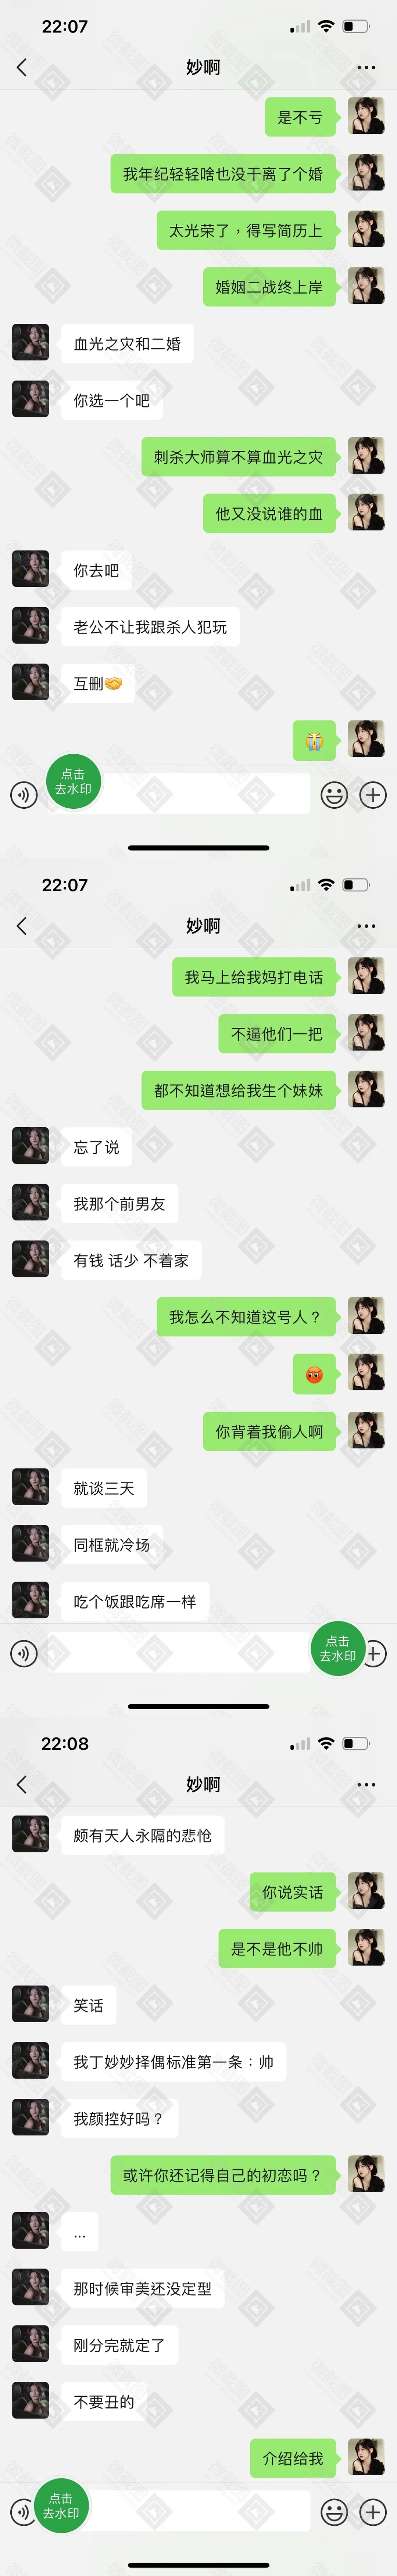 22:07
妙啊
是不亏
我年纪轻轻啥也没干离了个婚
太光荣了，得写简历上
婚姻二战终上岸
血光之灾和二婚
你选一个吧
刺杀大师算不算血光之灾
他又没说谁的血
你去吧
老公不让我跟杀人犯玩
互删🤝
😭
点击
去水印
22:07
妙啊
我马上给我妈打电话
不逼他们一把
都不知道想给我生个妹妹
忘了说
我那个前男友
有钱 话少 不着家
我怎么不知道这号人？
😡
你背着我偷人啊
就谈三天
同框就冷场
吃个饭跟吃席一样
点击
去水印
22:08
妙啊
颇有天人永隔的悲怆
你说实话
是不是他不帅
笑话
我丁妙妙择偶标准第一条：帅
我颜控好吗？
或许你还记得自己的初恋吗？
...
那时候审美还没定型
刚分完就定了
不要丑的
介绍给我
点击
去水印